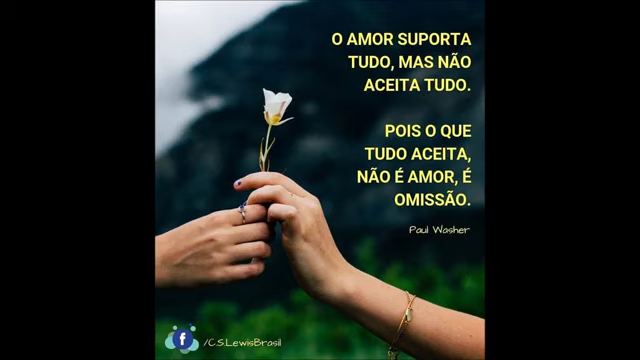 O AMOR SUPORTA
TUDO, MAS NÃO
ACEITA TUDO.
POIS O QUE
TUDO ACEITA,
NÃO É AMOR, É
OMISSÃO.
Paul Washer
f /C.S.LewisBrasil